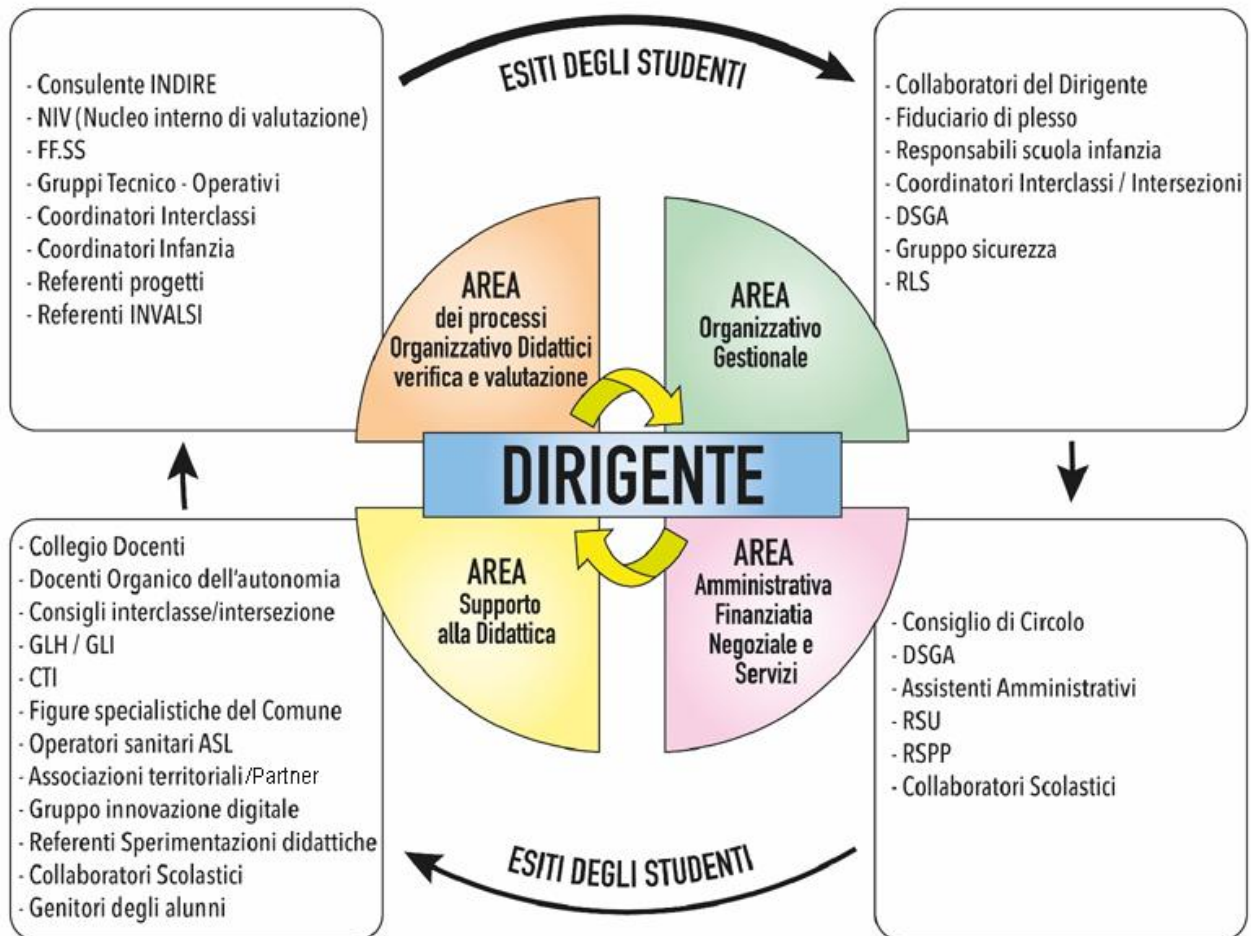 ESITI DEGLI STUDENTI
- Consulente INDIRE
- NIV (Nucleo interno di valutazione)
- FF.SS
- Gruppi Tecnico - Operativi
- Coordinatori Interclassi
- Coordinatori Infanzia
- Referenti progetti
- Referenti INVALSI
- Collaboratori del Dirigente
- Fiduciario di plesso
- Responsabili scuola infanzia
- Coordinatori Interclassi / Intersezioni
- DSGA
- Gruppo sicurezza
- RLS
AREA
dei processi
Organizzativo Didattici
verifica e valutazione
AREA
Organizzativo
Gestionale
DIRIGENTE
AREA
Supporto
alla Didattica
AREA
Amministrativa
Finanziatia
Negoziale e
Servizi
- Collegio Docenti
- Docenti Organico dell'autonomia
- Consigli interclasse/intersezione
- GLH / GLI
- CTI
- Figure specialistiche del Comune
- Operatori sanitari ASL
- Associazioni territoriali/Partner
- Gruppo innovazione digitale
- Referenti Sperimentazioni didattiche
- Collaboratori Scolastici
- Genitori degli alunni
- Consiglio di Circolo
- DSGA
- Assistenti Amministrativi
- RSU
- RSPP
- Collaboratori Scolastici
ESITI DEGLI STUDENTI